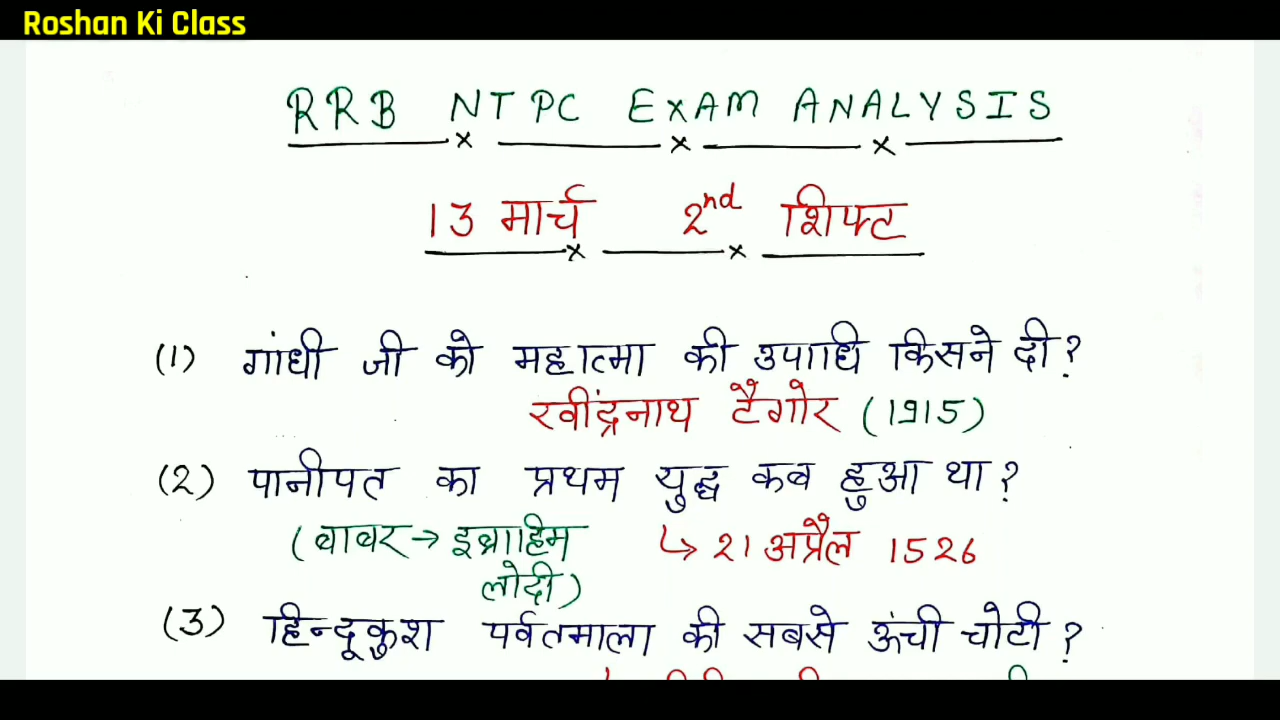 Roshan Ki Class
RRB NTPC EXAM ANALYSIS
13 मार्च 2nd शिफ्ट
(1) गांधी जी को महात्मा की उपाधि किसने दी?
रवींद्रनाथ टैगोर (1915)
(2) पानीपत का प्रथम युद्ध कब हुआ था?
(बाबर → इब्राहिम ↳ 21 अप्रैल 1526
लोदी)
(3) हिन्दूकुश पर्वतमाला की सबसे ऊंची चोटी?